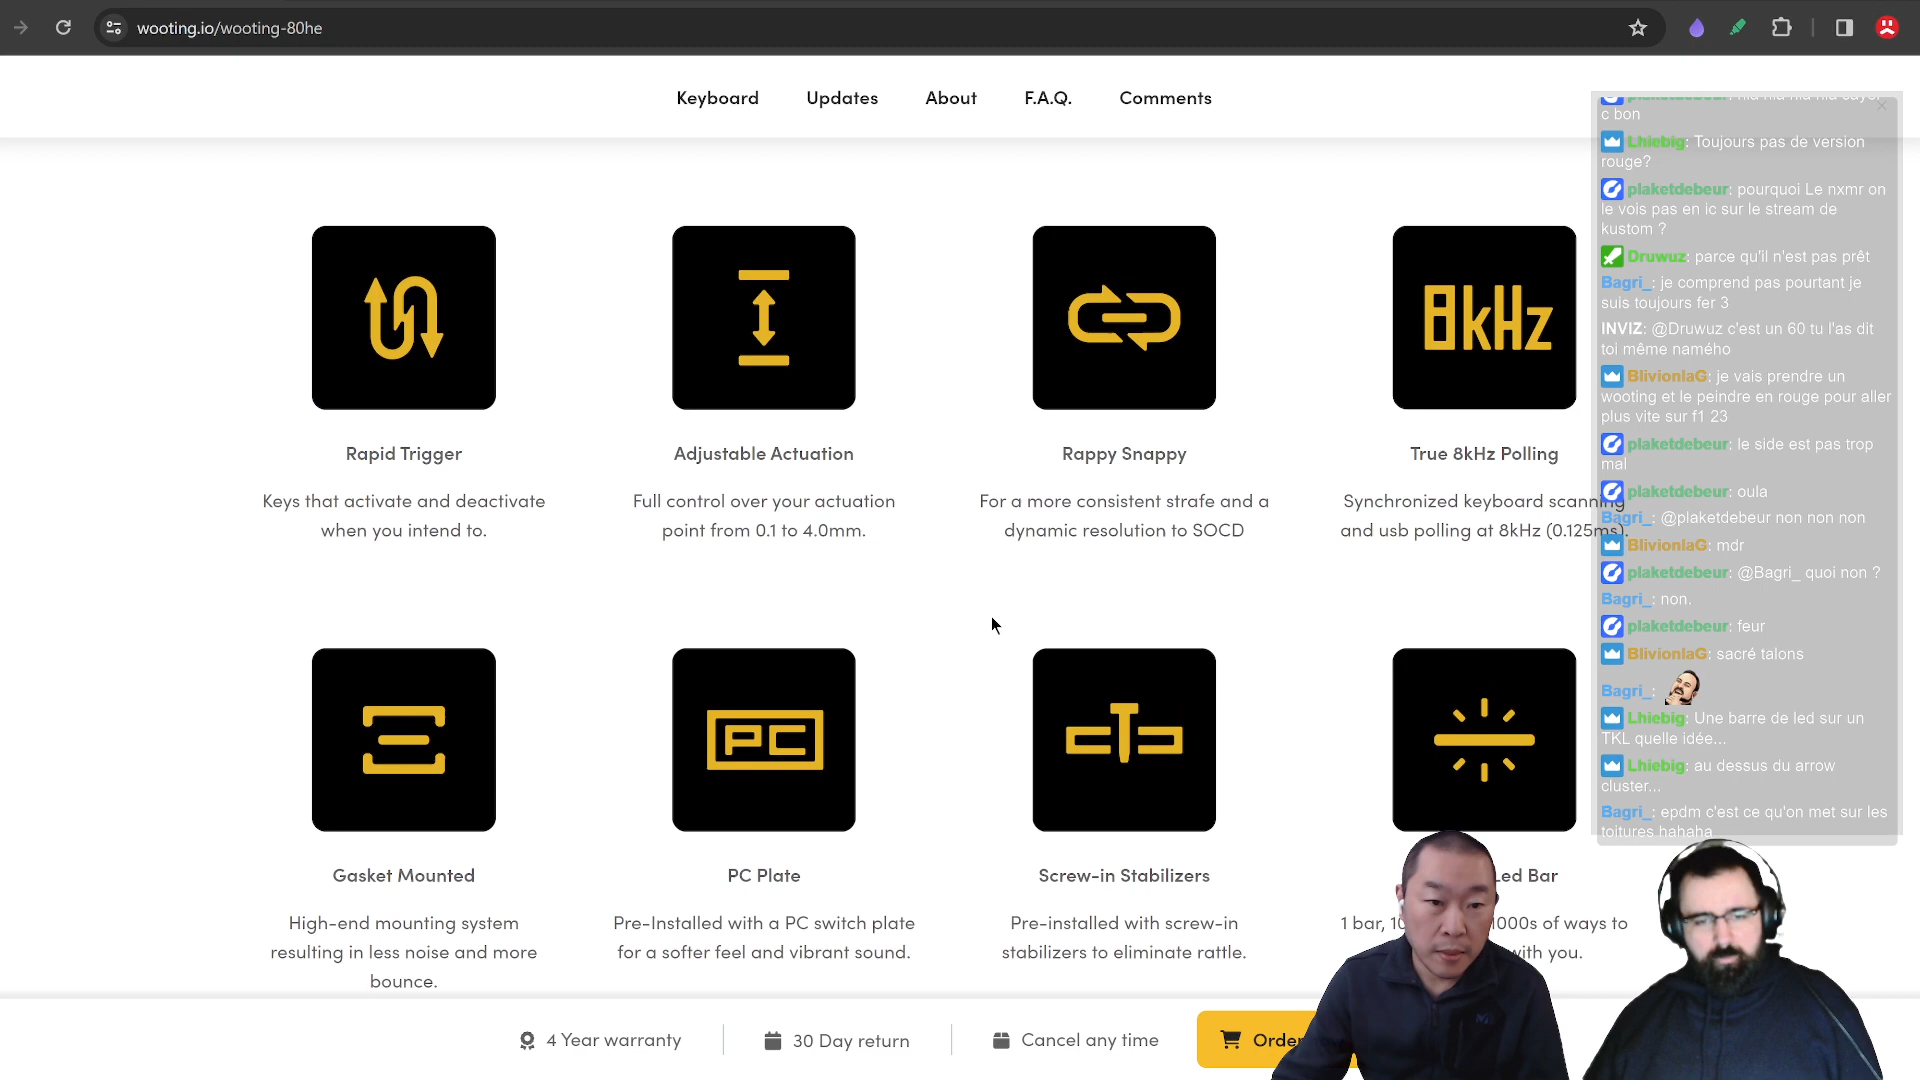 wooting.io/wooting-80he
Keyboard
Updates
About
F.A.Q.
Comments
8kHz
Rapid Trigger
Keys that activate and deactivate
when you intend to.
Adjustable Actuation
Full control over your actuation
point from 0.1 to 4.0mm.
Rappy Snappy
For a more consistent strafe and a
dynamic resolution to SOCD
True 8kHz Polling
Synchronized keyboard scanning
and usb polling at 8kHz (0.125ms).
PC
Gasket Mounted
High-end mounting system
resulting in less noise and more
bounce.
PC Plate
Pre-Installed with a PC switch plate
for a softer feel and vibrant sound.
Screw-in Stabilizers
Pre-installed with screw-in
stabilizers to eliminate rattle.
Led Bar
1 bar, 1000s of ways to
with you.
4 Year warranty
30 Day return
Cancel any time
Order
c bon
Lhiebig: Toujours pas de version
rouge?
plaketdebeur: pourquoi Le nxmr on
le vois pas en ic sur le stream de
kustom ?
Druwuz: parce qu'il n'est pas prêt
Bagri_: je comprend pas pourtant je
suis toujours fer 3
INVIZ: @Druwuz c'est un 60 tu l'as dit
toi même namého
BlivionlaG: je vais prendre un
wooting et le peindre en rouge pour aller
plus vite sur f1 23
plaketdebeur: le side est pas trop
mal
plaketdebeur: oula
Bagri_: @plaketdebeur non non non
BlivionlaG: mdr
plaketdebeur: @Bagri_ quoi non ?
Bagri_: non.
plaketdebeur: feur
BlivionlaG: sacré talons
Bagri_:
Lhiebig: Une barre de led sur un
TKL quelle idée...
Lhiebig: au dessus du arrow
cluster...
Bagri_: epdm c'est ce qu'on met sur les
toitures hahaha